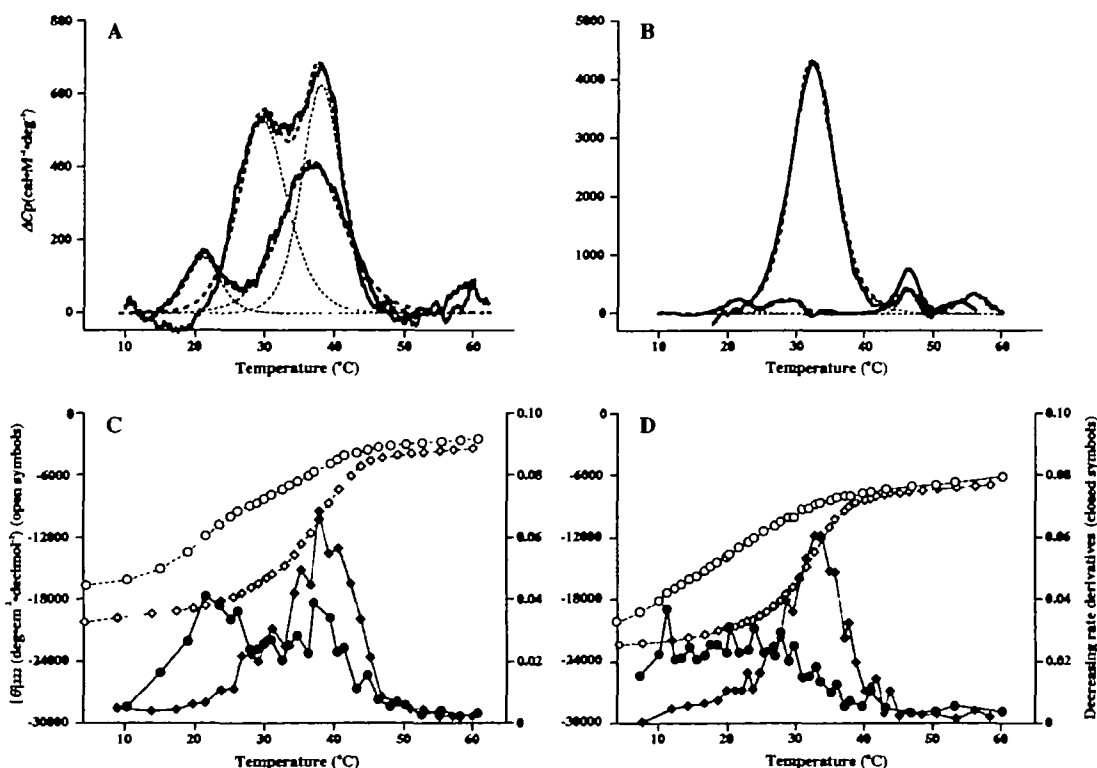 A
800
600
400
200
0
ΔCp(cal•M⁻¹•deg⁻¹)
10 20 30 40 50 60
Temperature (°C)
B
5000
4000
3000
2000
1000
0
10 20 30 40 50 60
Temperature (°C)
C
0
-6000
-12000
-18000
-24000
-30000
[θ]222 (deg•cm²•decimol⁻¹) (open symbols)
0.10
0.08
0.06
0.04
0.02
0
10 20 30 40 50 60
Temperature (°C)
D
0
-6000
-12000
-18000
-24000
-30000
0.10
0.08
0.06
0.04
0.02
0
Decreasing rate derivatives (closed symbols)
10 20 30 40 50 60
Temperature (°C)